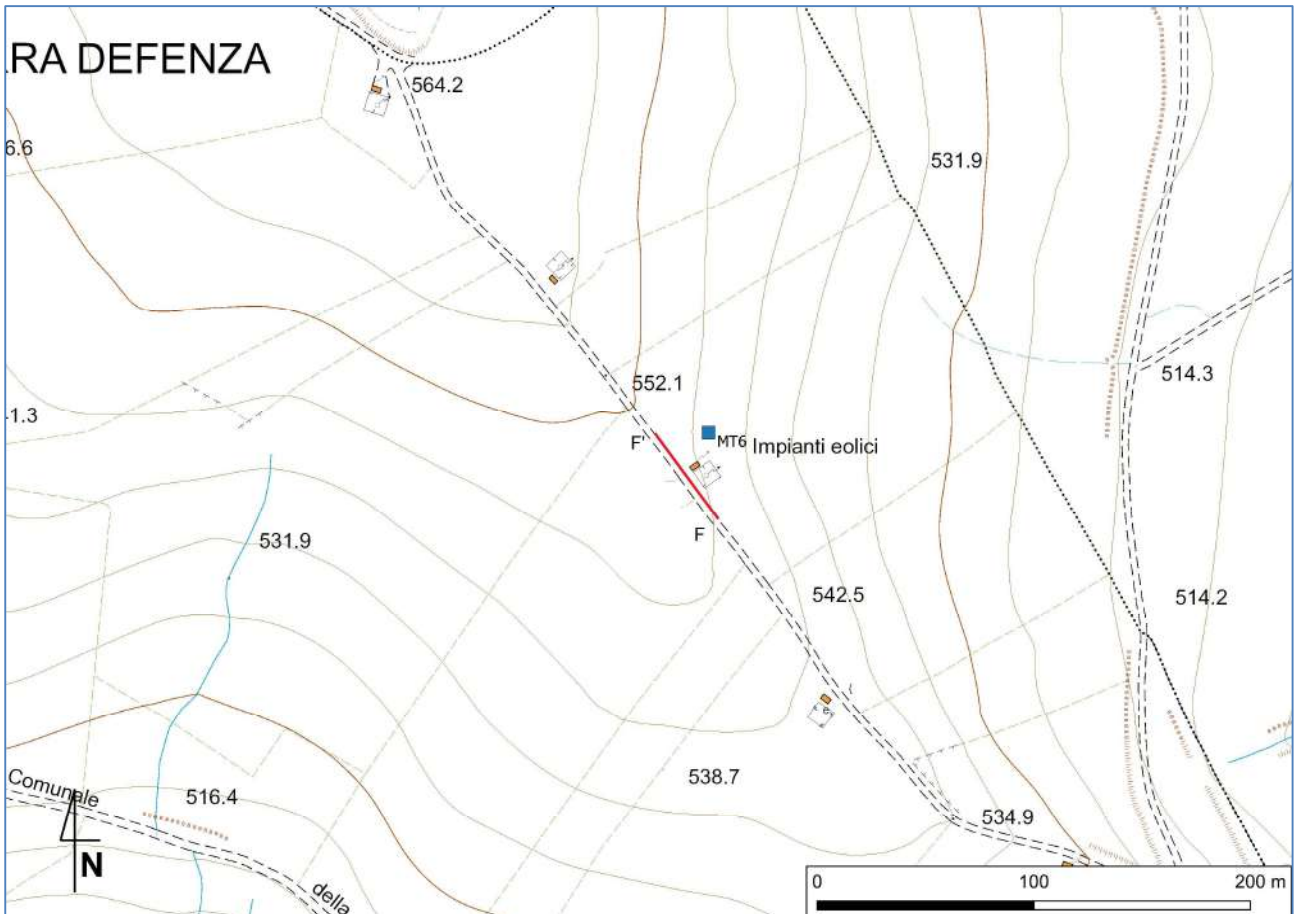 RA DEFENZA
564.2
6.6
531.9
552.1
514.3
1.3
F'
MT6 Impianti eolici
531.9
F
542.5
514.2
538.7
Comunale
516.4
534.9
N
della
0 100 200 m